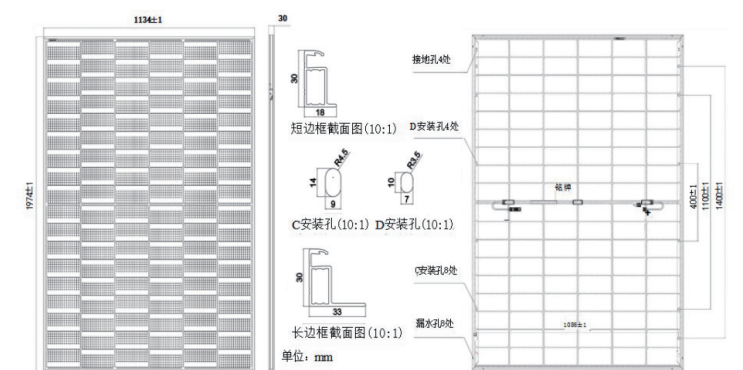 1134±1
30
1974±1
30
18
短边框截面图(10:1)
R4.5
14
9
R3.5
10
7
C安装孔(10:1)
D安装孔(10:1)
30
33
长边框截面图(10:1)
单位：mm
接地孔4处
D安装孔4处
铭牌
C安装孔8处
漏水孔8处
400±1
1100±1
1400±1